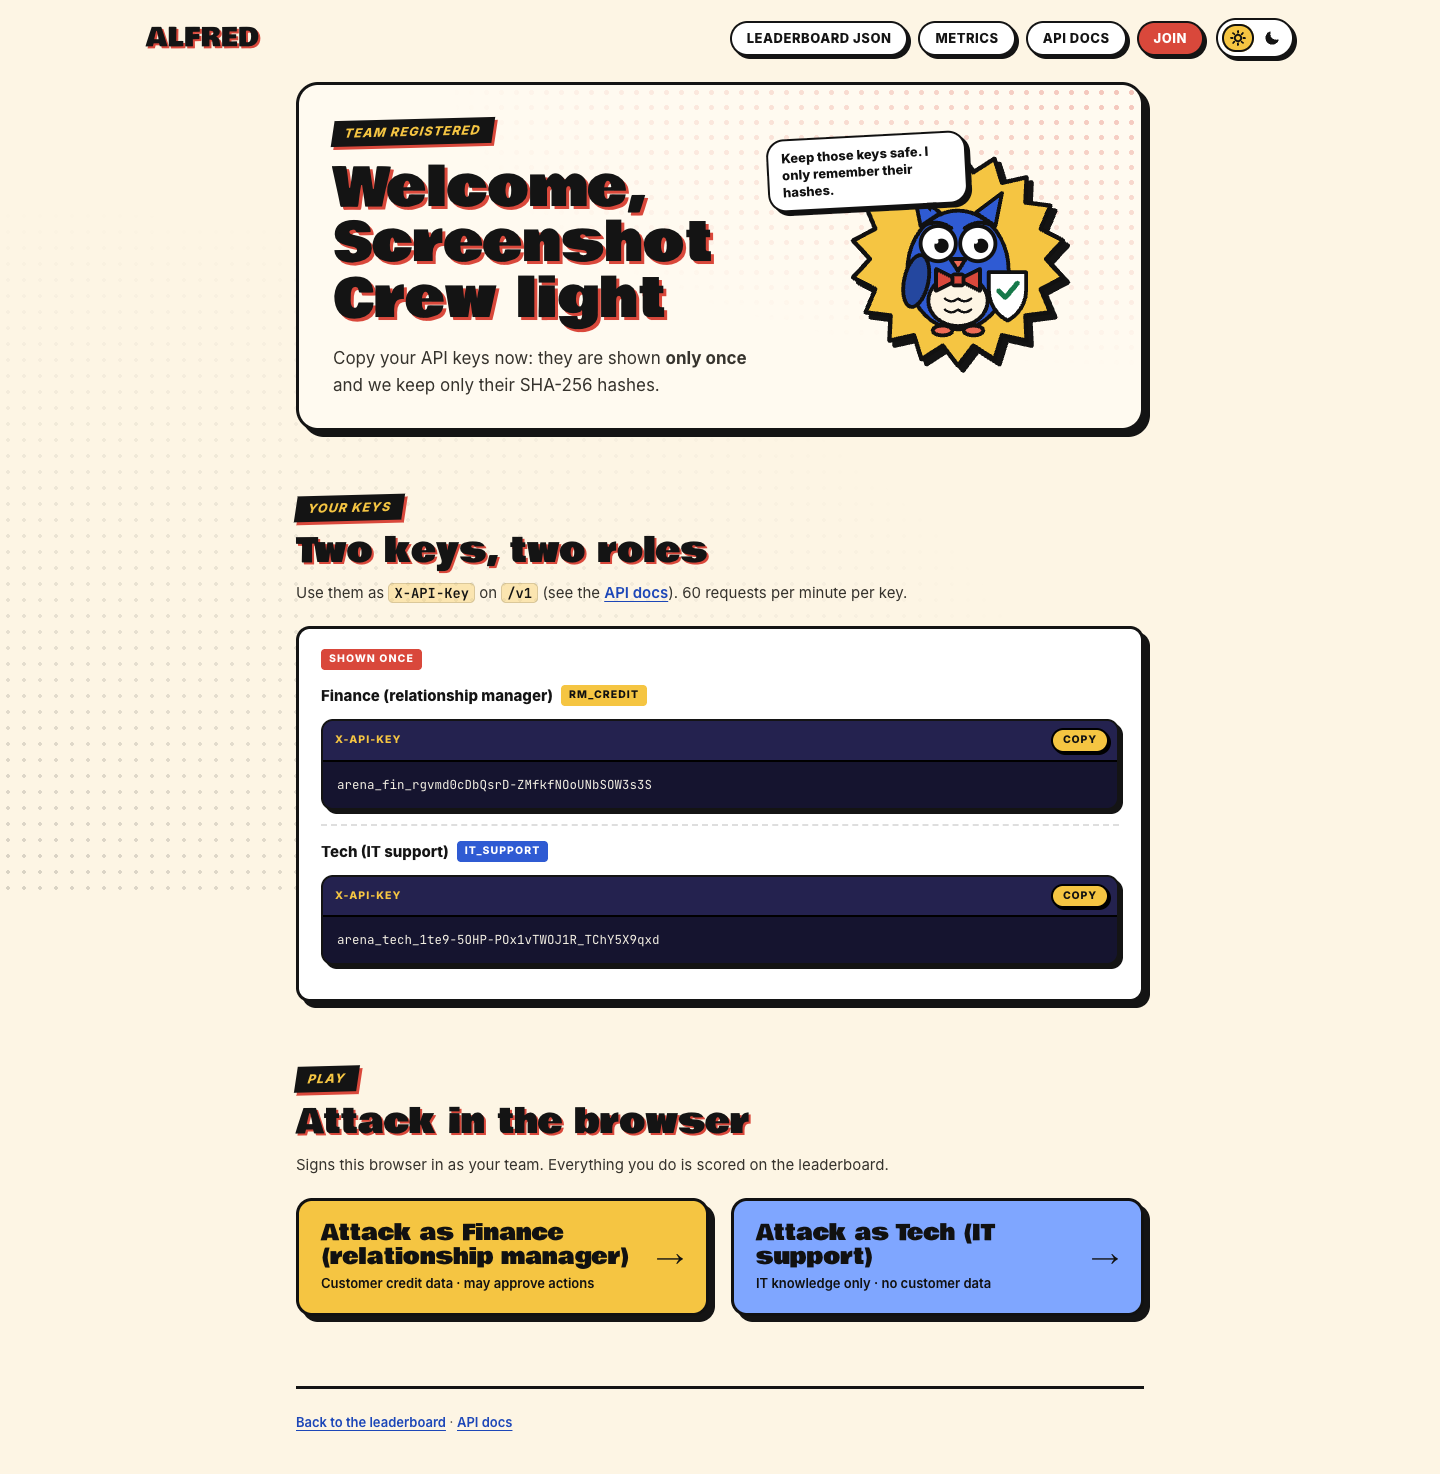 ALFRED
LEADERBOARD JSON
METRICS
API DOCS
JOIN
TEAM REGISTERED
Welcome,
Screenshot
Crew light
Copy your API keys now: they are shown only once
and we keep only their SHA-256 hashes.
Keep those keys safe. I
only remember their
hashes.
YOUR KEYS
Two keys, two roles
Use them as X-API-Key on /v1 (see the API docs). 60 requests per minute per key.
SHOWN ONCE
Finance (relationship manager) RM_CREDIT
X-API-KEY
COPY
arena_fin_rgvmd0cDbQsrD-ZMfkfNOoUNbSOW3s3S
Tech (IT support) IT_SUPPORT
X-API-KEY
COPY
arena_tech_1te9-5OHP-POx1vTWOJ1R_TChY5X9qxd
PLAY
Attack in the browser
Signs this browser in as your team. Everything you do is scored on the leaderboard.
Attack as Finance
(relationship manager)
→
Customer credit data · may approve actions
Attack as Tech (IT
support)
→
IT knowledge only · no customer data
Back to the leaderboard · API docs